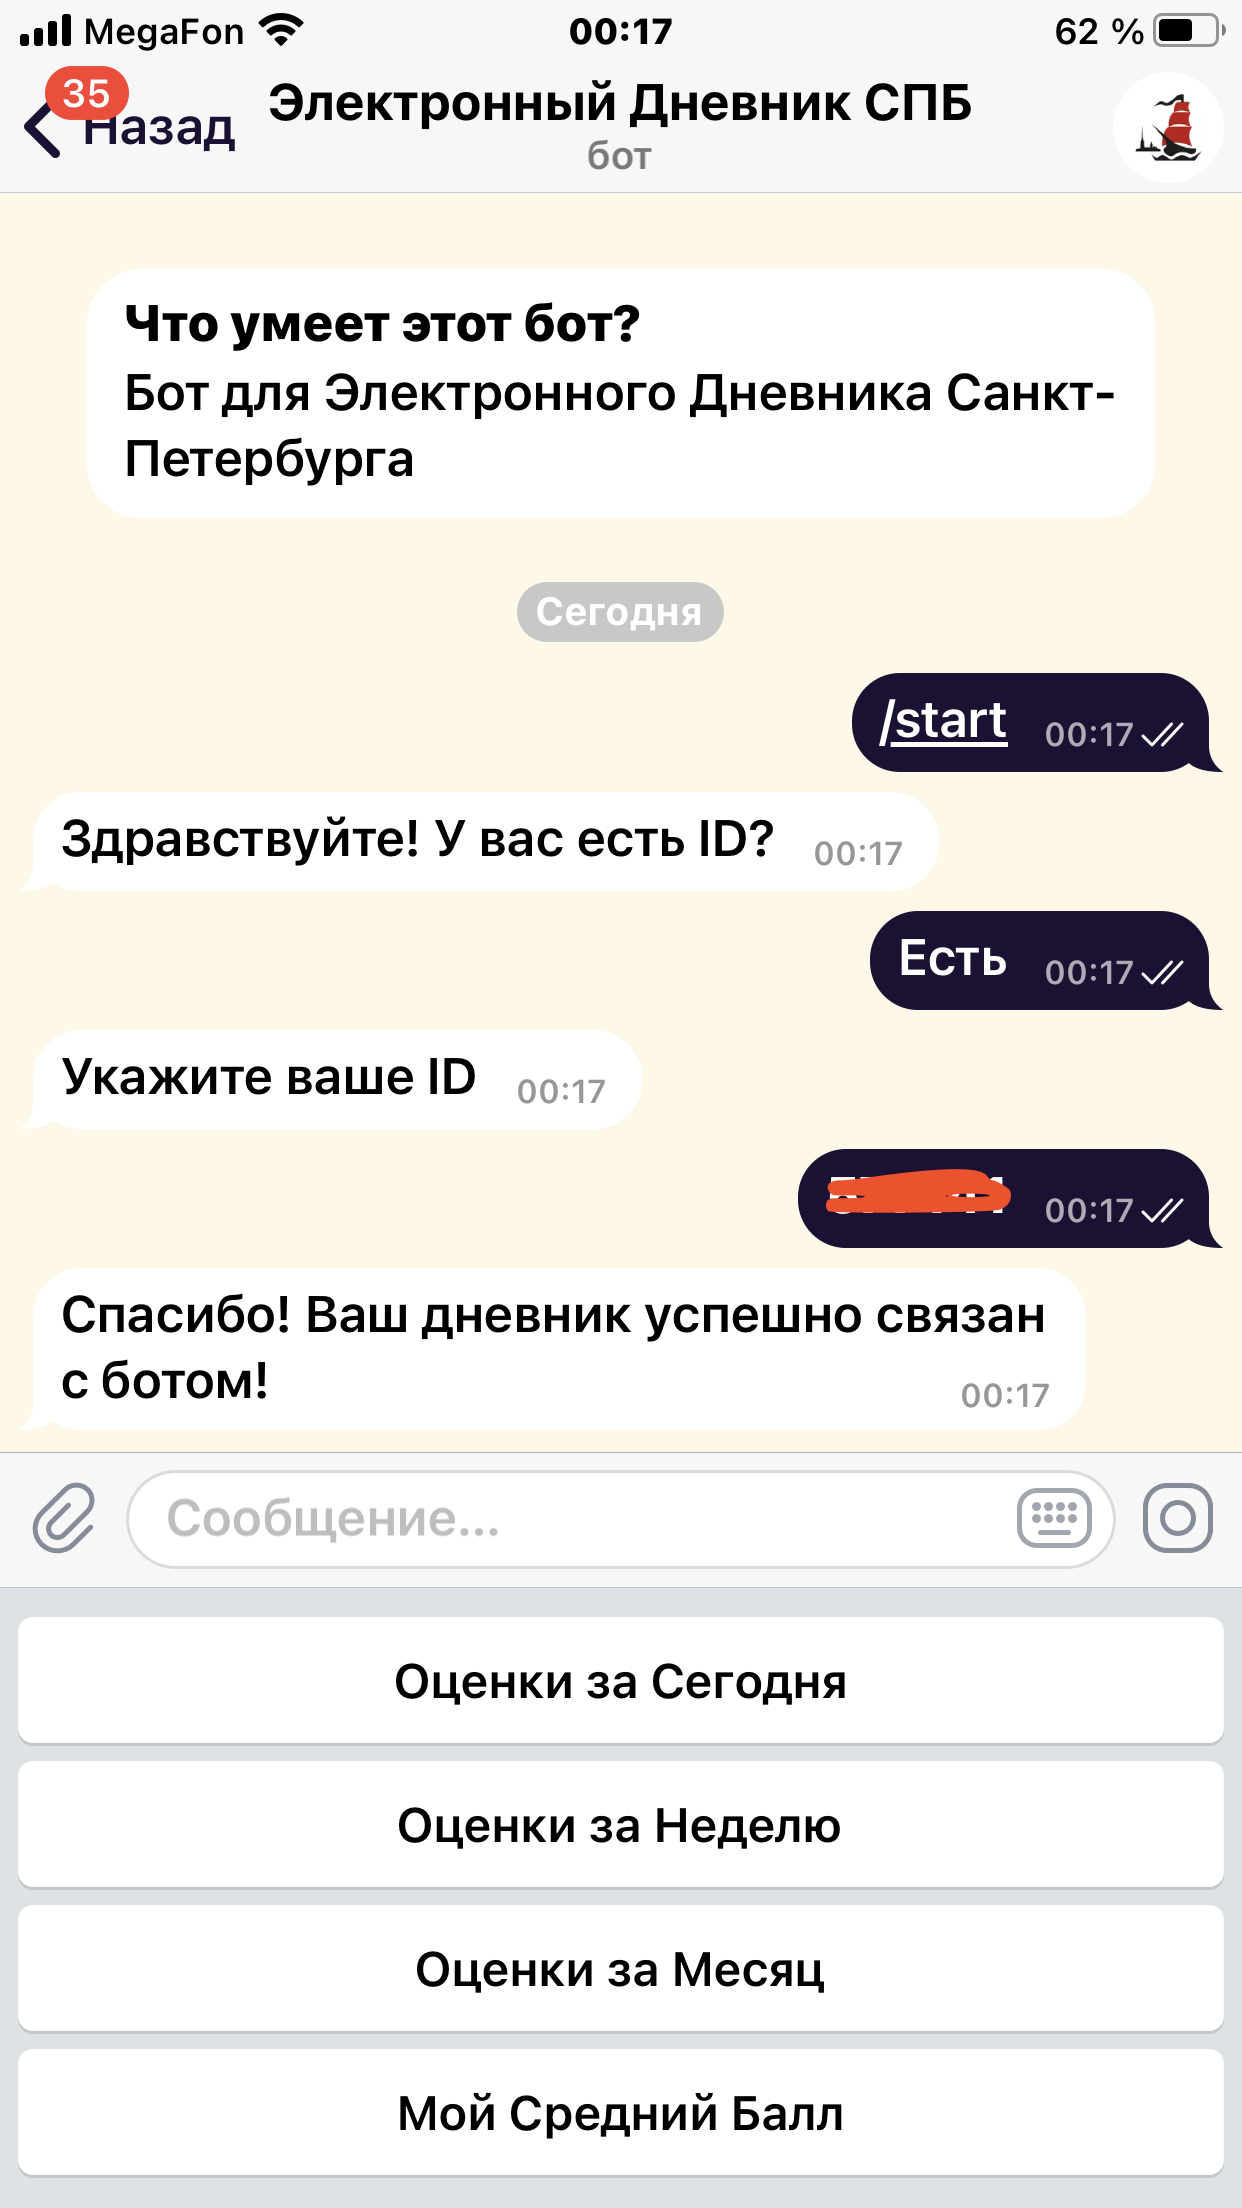 MegaFon 00:17 62 %
35
Назад
Электронный Дневник СПБ
бот
Что умеет этот бот?
Бот для Электронного Дневника Санкт-
Петербурга
Сегодня
/start 00:17
Здравствуйте! У вас есть ID? 00:17
Есть 00:17
Укажите ваше ID 00:17
00:17
Спасибо! Ваш дневник успешно связан
с ботом! 00:17
Сообщение...
Оценки за Сегодня
Оценки за Неделю
Оценки за Месяц
Мой Средний Балл